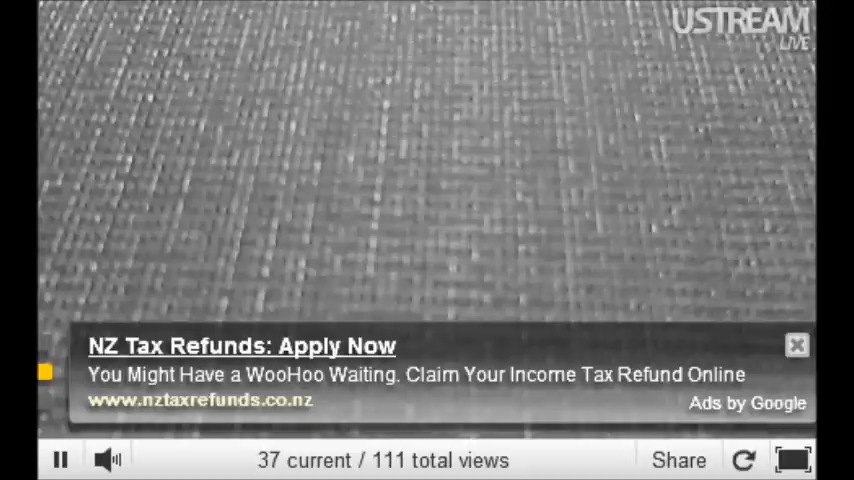 USTREAM
LIVE
NZ Tax Refunds: Apply Now
You Might Have a WooHoo Waiting. Claim Your Income Tax Refund Online
www.nztaxrefunds.co.nz
Ads by Google
37 current / 111 total views
Share